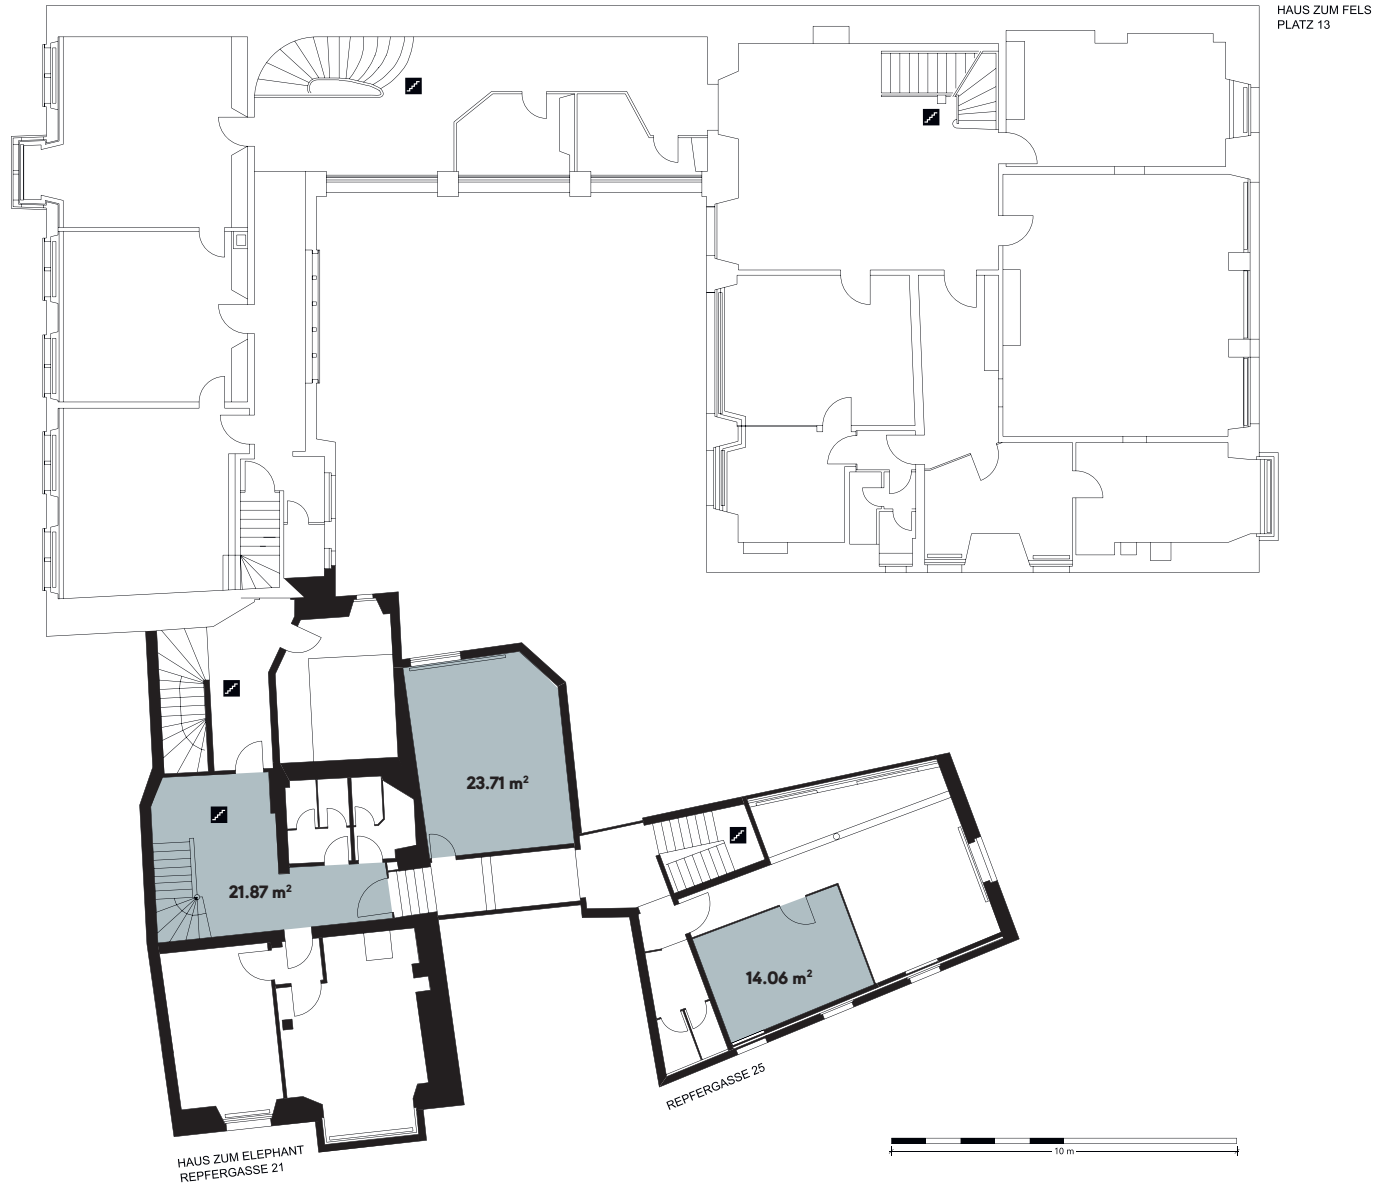 HAUS ZUM FELS
PLATZ 13
23.71 m²
21.87 m²
14.06 m²
REPFERGASSE 25
10 m
HAUS ZUM ELEPHANT
REPFERGASSE 21